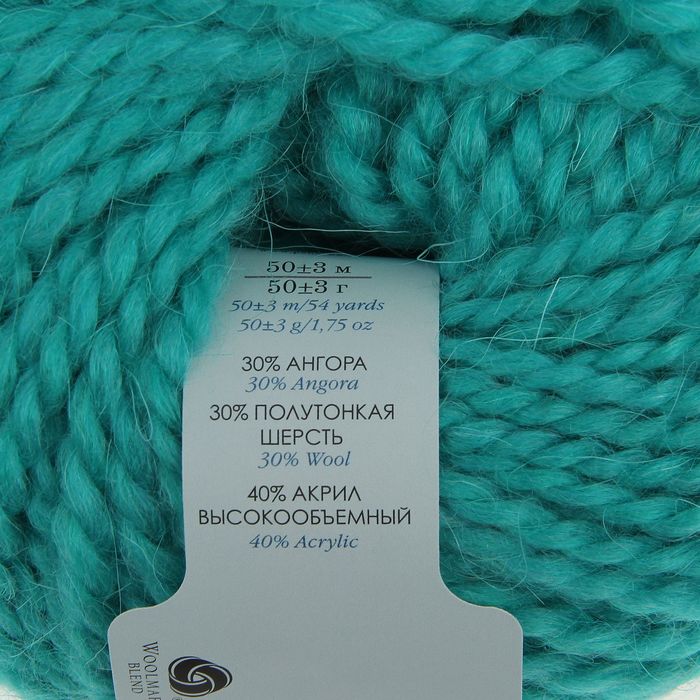 50±3 м
50±3 г
50±3 m/54 yards
50±3 g/1,75 oz
30% АНГОРА
30% Angora
30% ПОЛУТОНКАЯ
ШЕРСТЬ
30% Wool
40% АКРИЛ
ВЫСОКООБЪЕМНЫЙ
40% Acrylic
BLEND